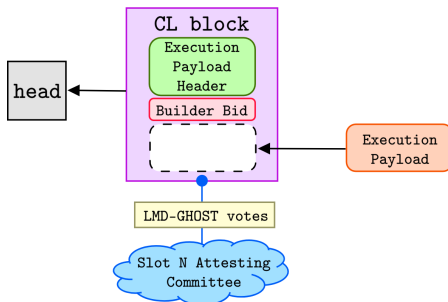 CL block
Execution
Payload
Header
head
Builder Bid
Execution
Payload
LMD-GHOST votes
Slot N Attesting
Committee